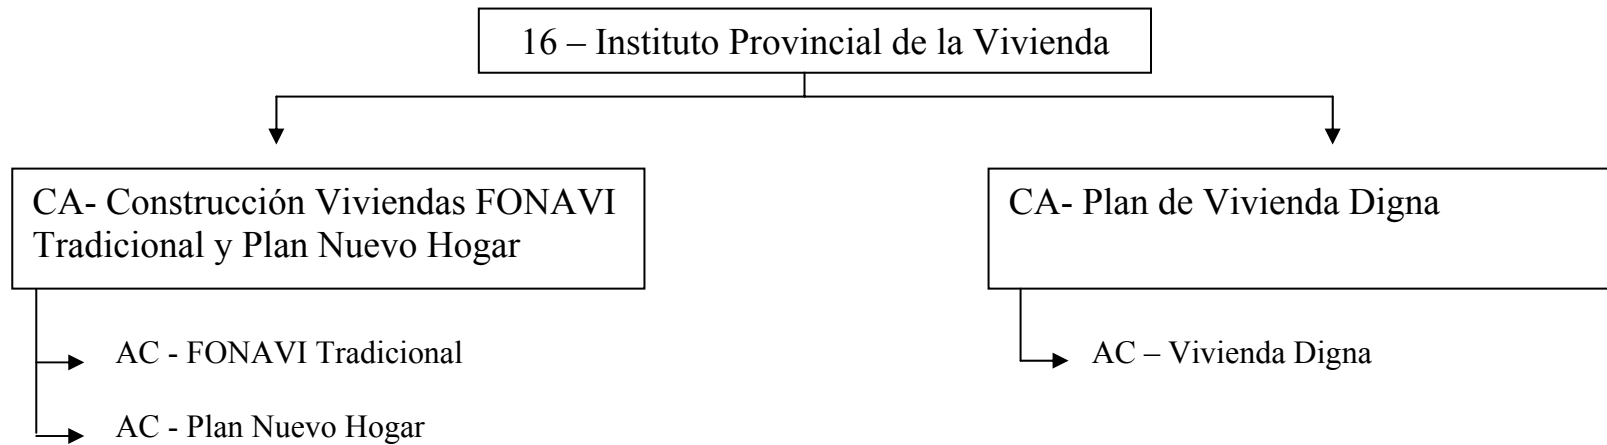 16 – Instituto Provincial de la Vivienda
CA- Construcción Viviendas FONAVI
Tradicional y Plan Nuevo Hogar
AC - FONAVI Tradicional
AC - Plan Nuevo Hogar
CA- Plan de Vivienda Digna
AC – Vivienda Digna